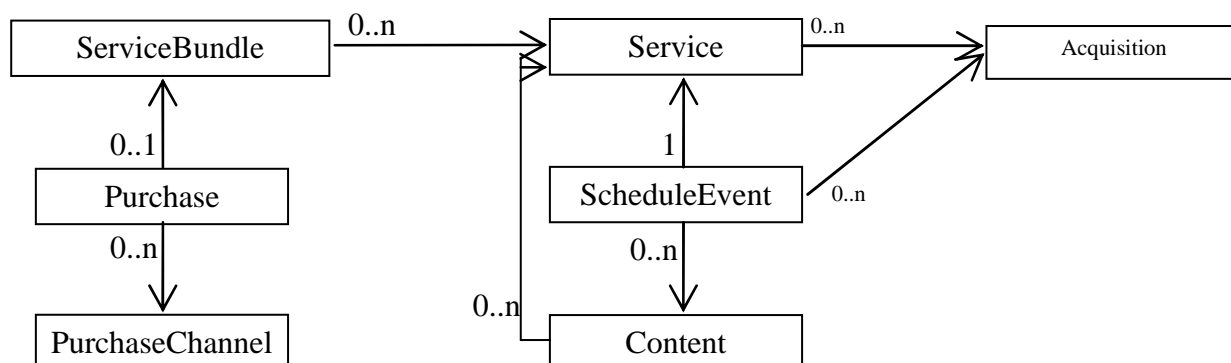 0..n
0..n
ServiceBundle
Service
Acquisition
0..1
1
Purchase
ScheduleEvent
0..n
0..n
0..n
0..n
PurchaseChannel
Content